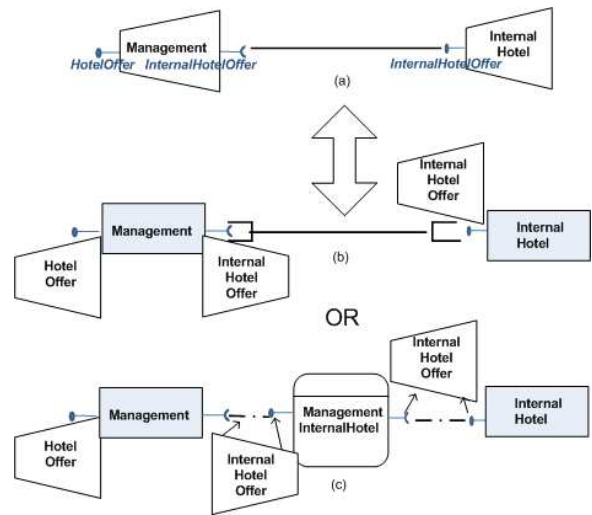 Management
Internal
Hotel
HotelOffer
InternalHotelOffer
InternalHotelOffer
(a)
Internal
Hotel
Offer
Management
Internal
Hotel
Hotel
Offer
Internal
Hotel
Offer
(b)
OR
Internal
Hotel
Offer
Management
Management
InternalHotel
Internal
Hotel
Hotel
Offer
Internal
Hotel
Offer
(c)